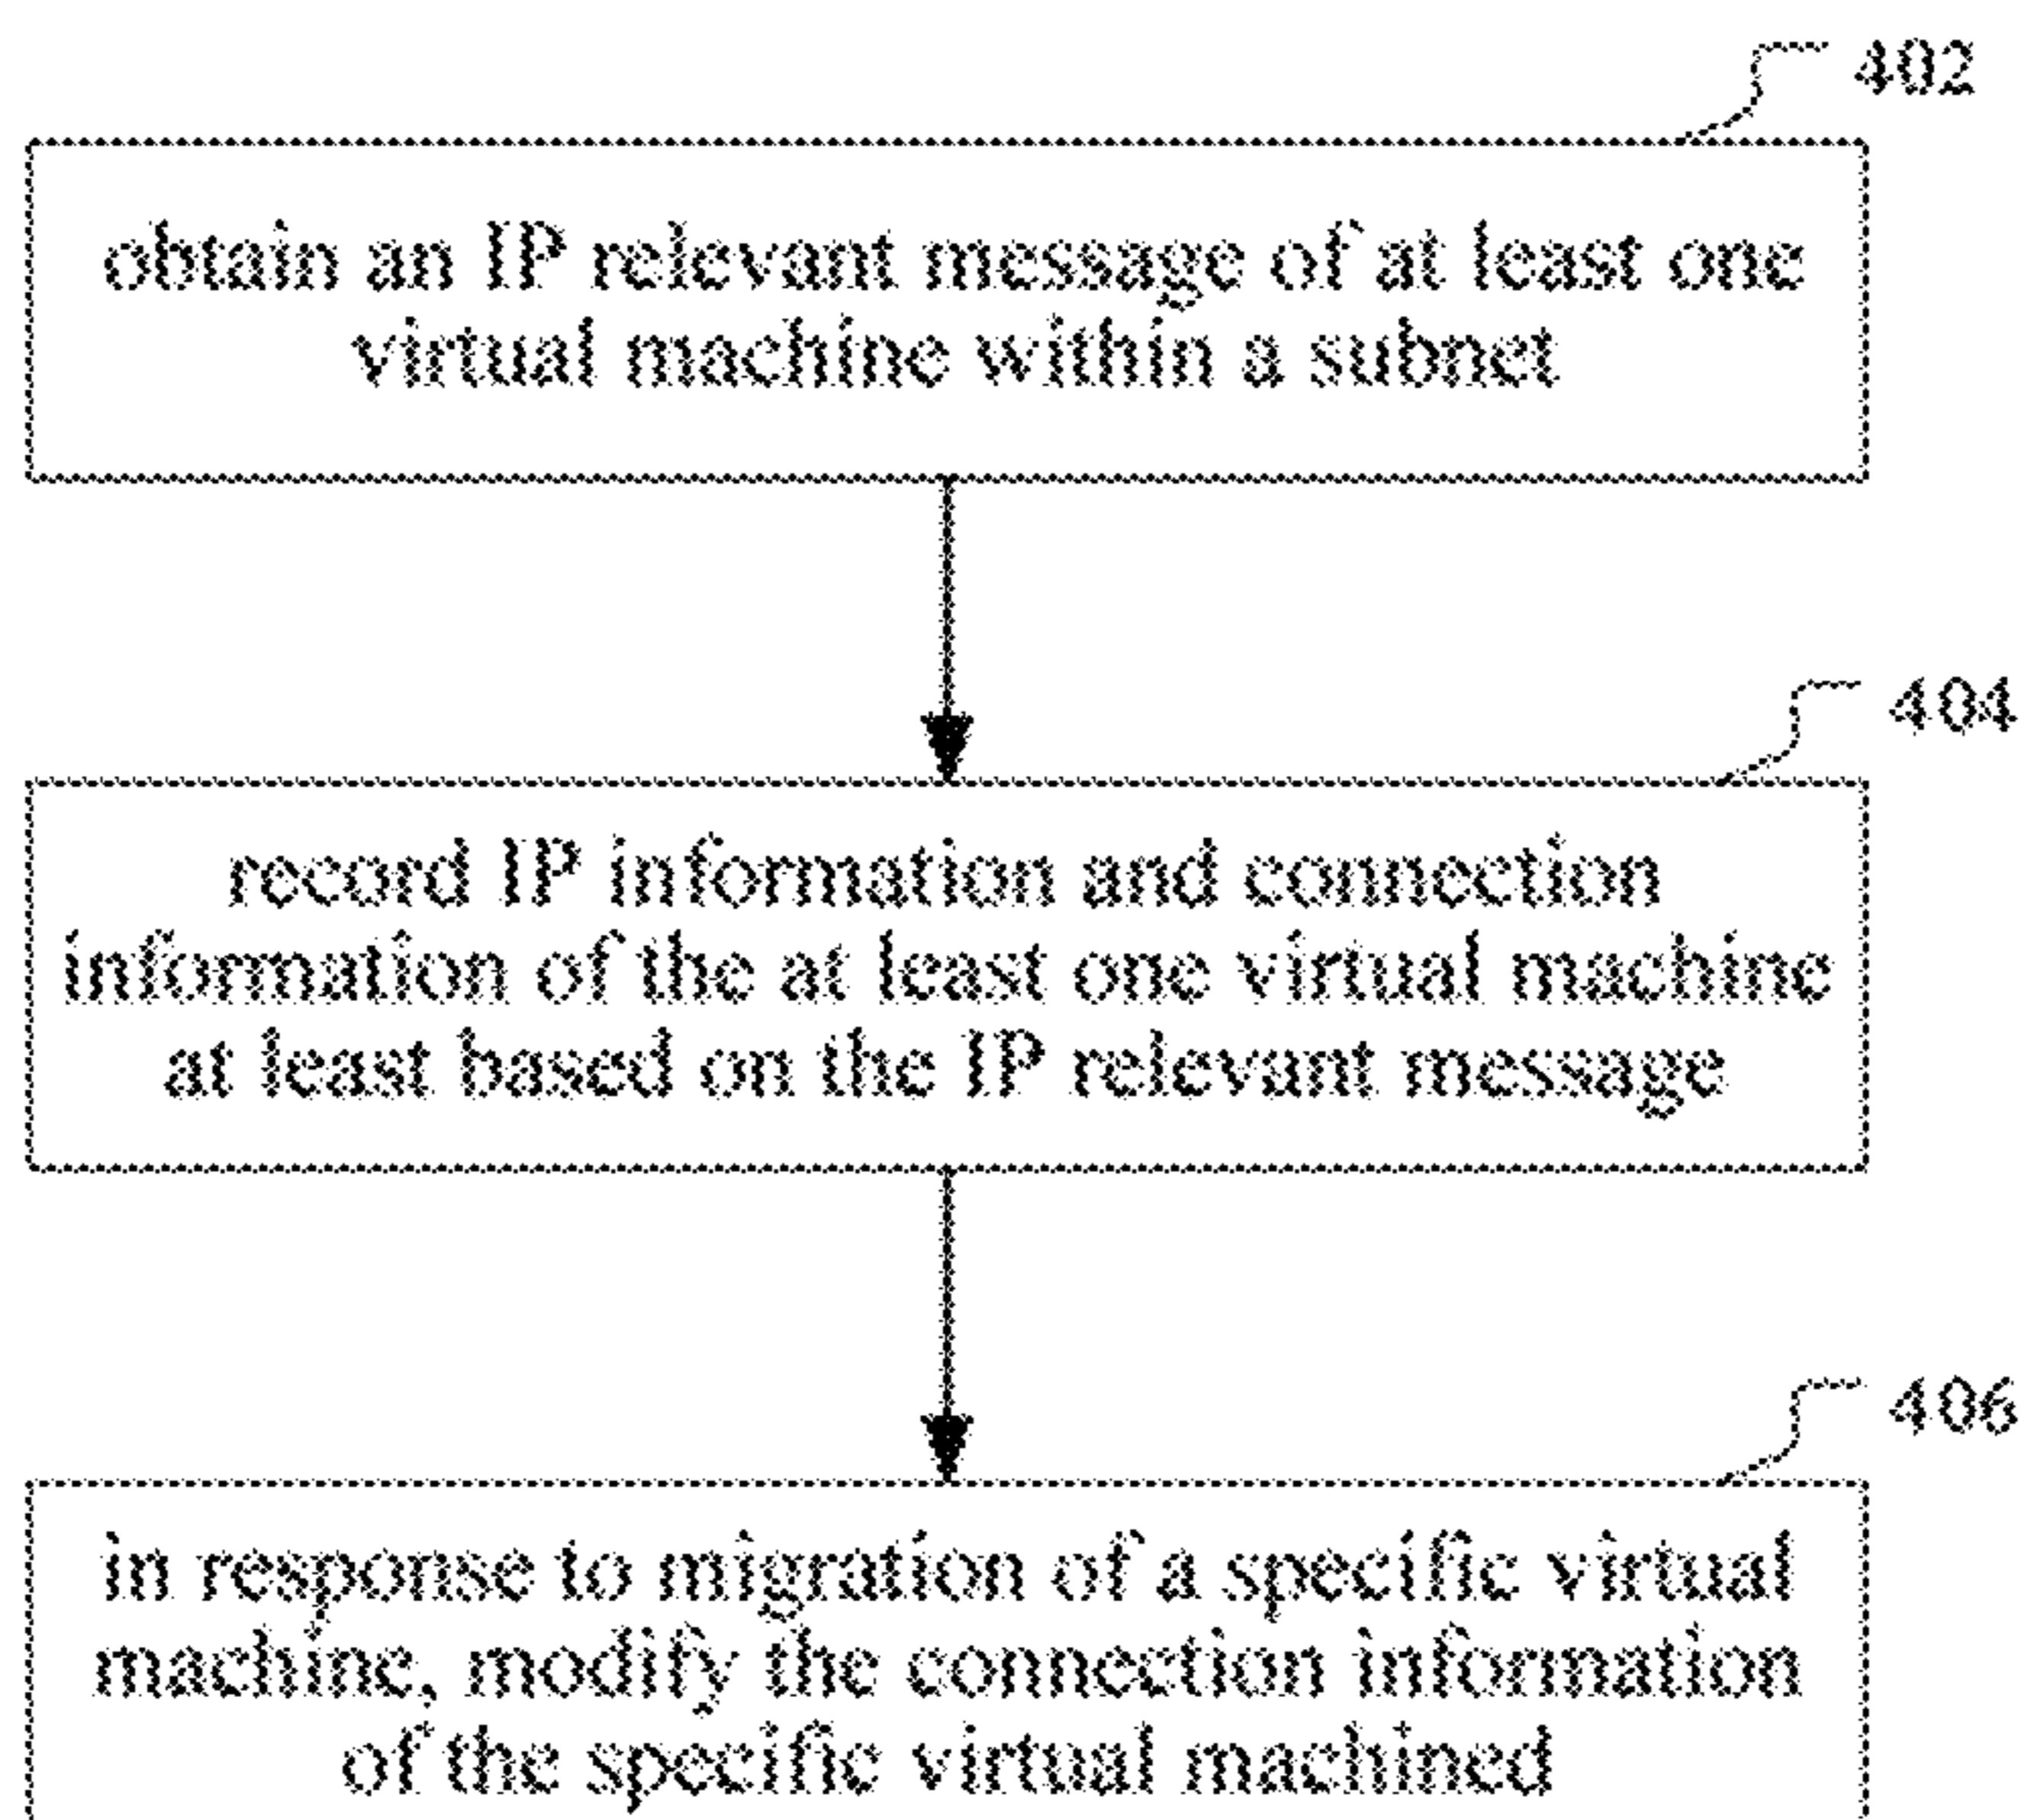 402
obtain an IP relevant message of at least one
virtual machine within a subnet
404
record IP information and connection
information of the at least one virtual machine
at least based on the IP relevant message
406
in response to migration of a specific virtual
machine, modify the connection information
of the specific virtual machined